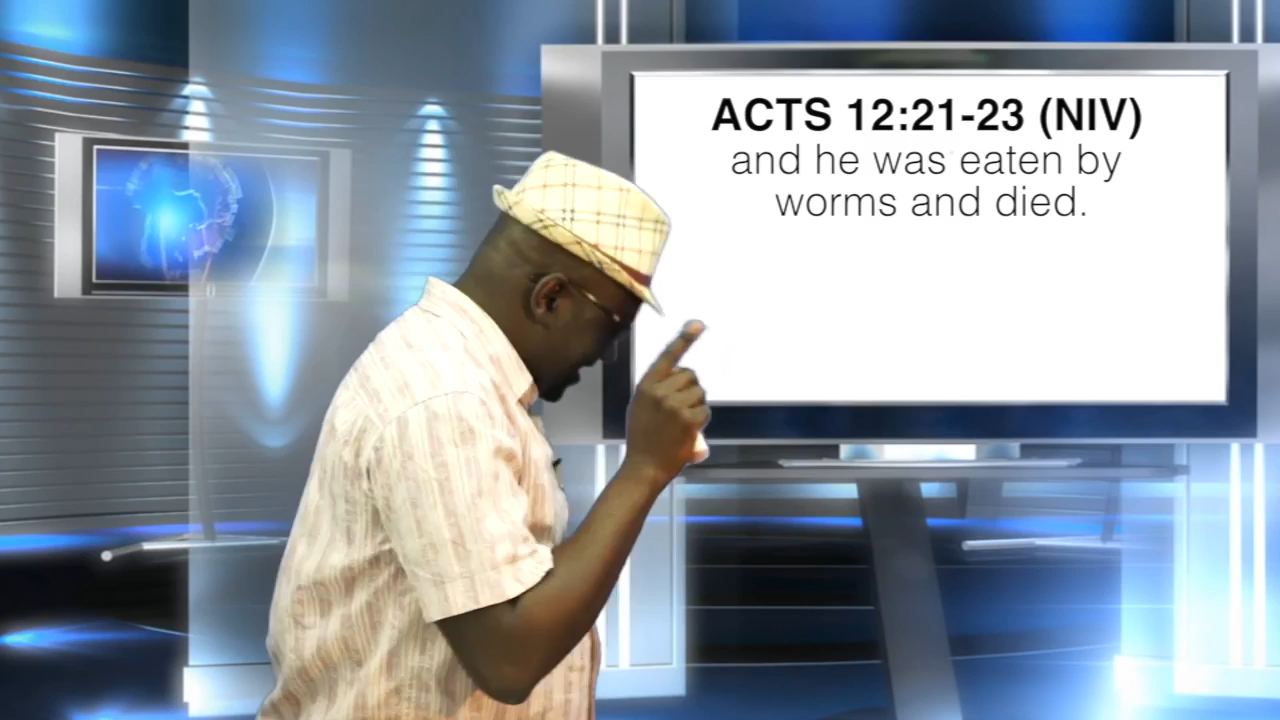 ACTS 12:21-23 (NIV)
and he was eaten by
worms and died.